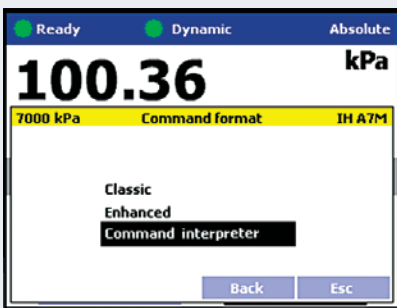 Ready Dynamic Absolute
100.36 kPa
7000 kPa Command format IH A7M
Classic
Enhanced
Command interpreter
Back Esc